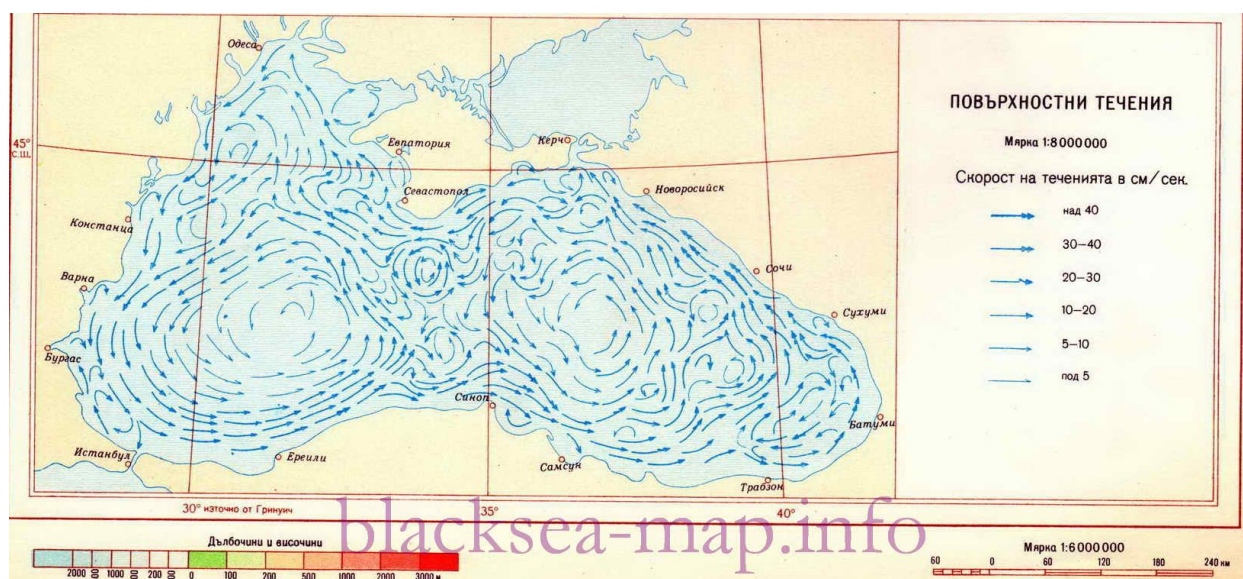 Одеса
45°
С.Ш.
Евпатория
Керч
Севастопол
Новоросийск
Констанца
Варна
Сочи
Сухуми
Бургас
Синоп
Батуми
Истанбул
Ереили
Самсун
Трабзон
30° източно от Гринуич
35°
40°
ПОВЪРХНОСТНИ ТЕЧЕНИЯ
Мярка 1:8 000 000
Скорост на теченията в см/сек.
над 40
30–40
20–30
10–20
5–10
под 5
blacksea-map.info
Дълбочини и височини
2000 1000 200 0 100 200 500 1000 2000 3000 м
Мярка 1:6 000 000
60 0 60 120 180 240 км